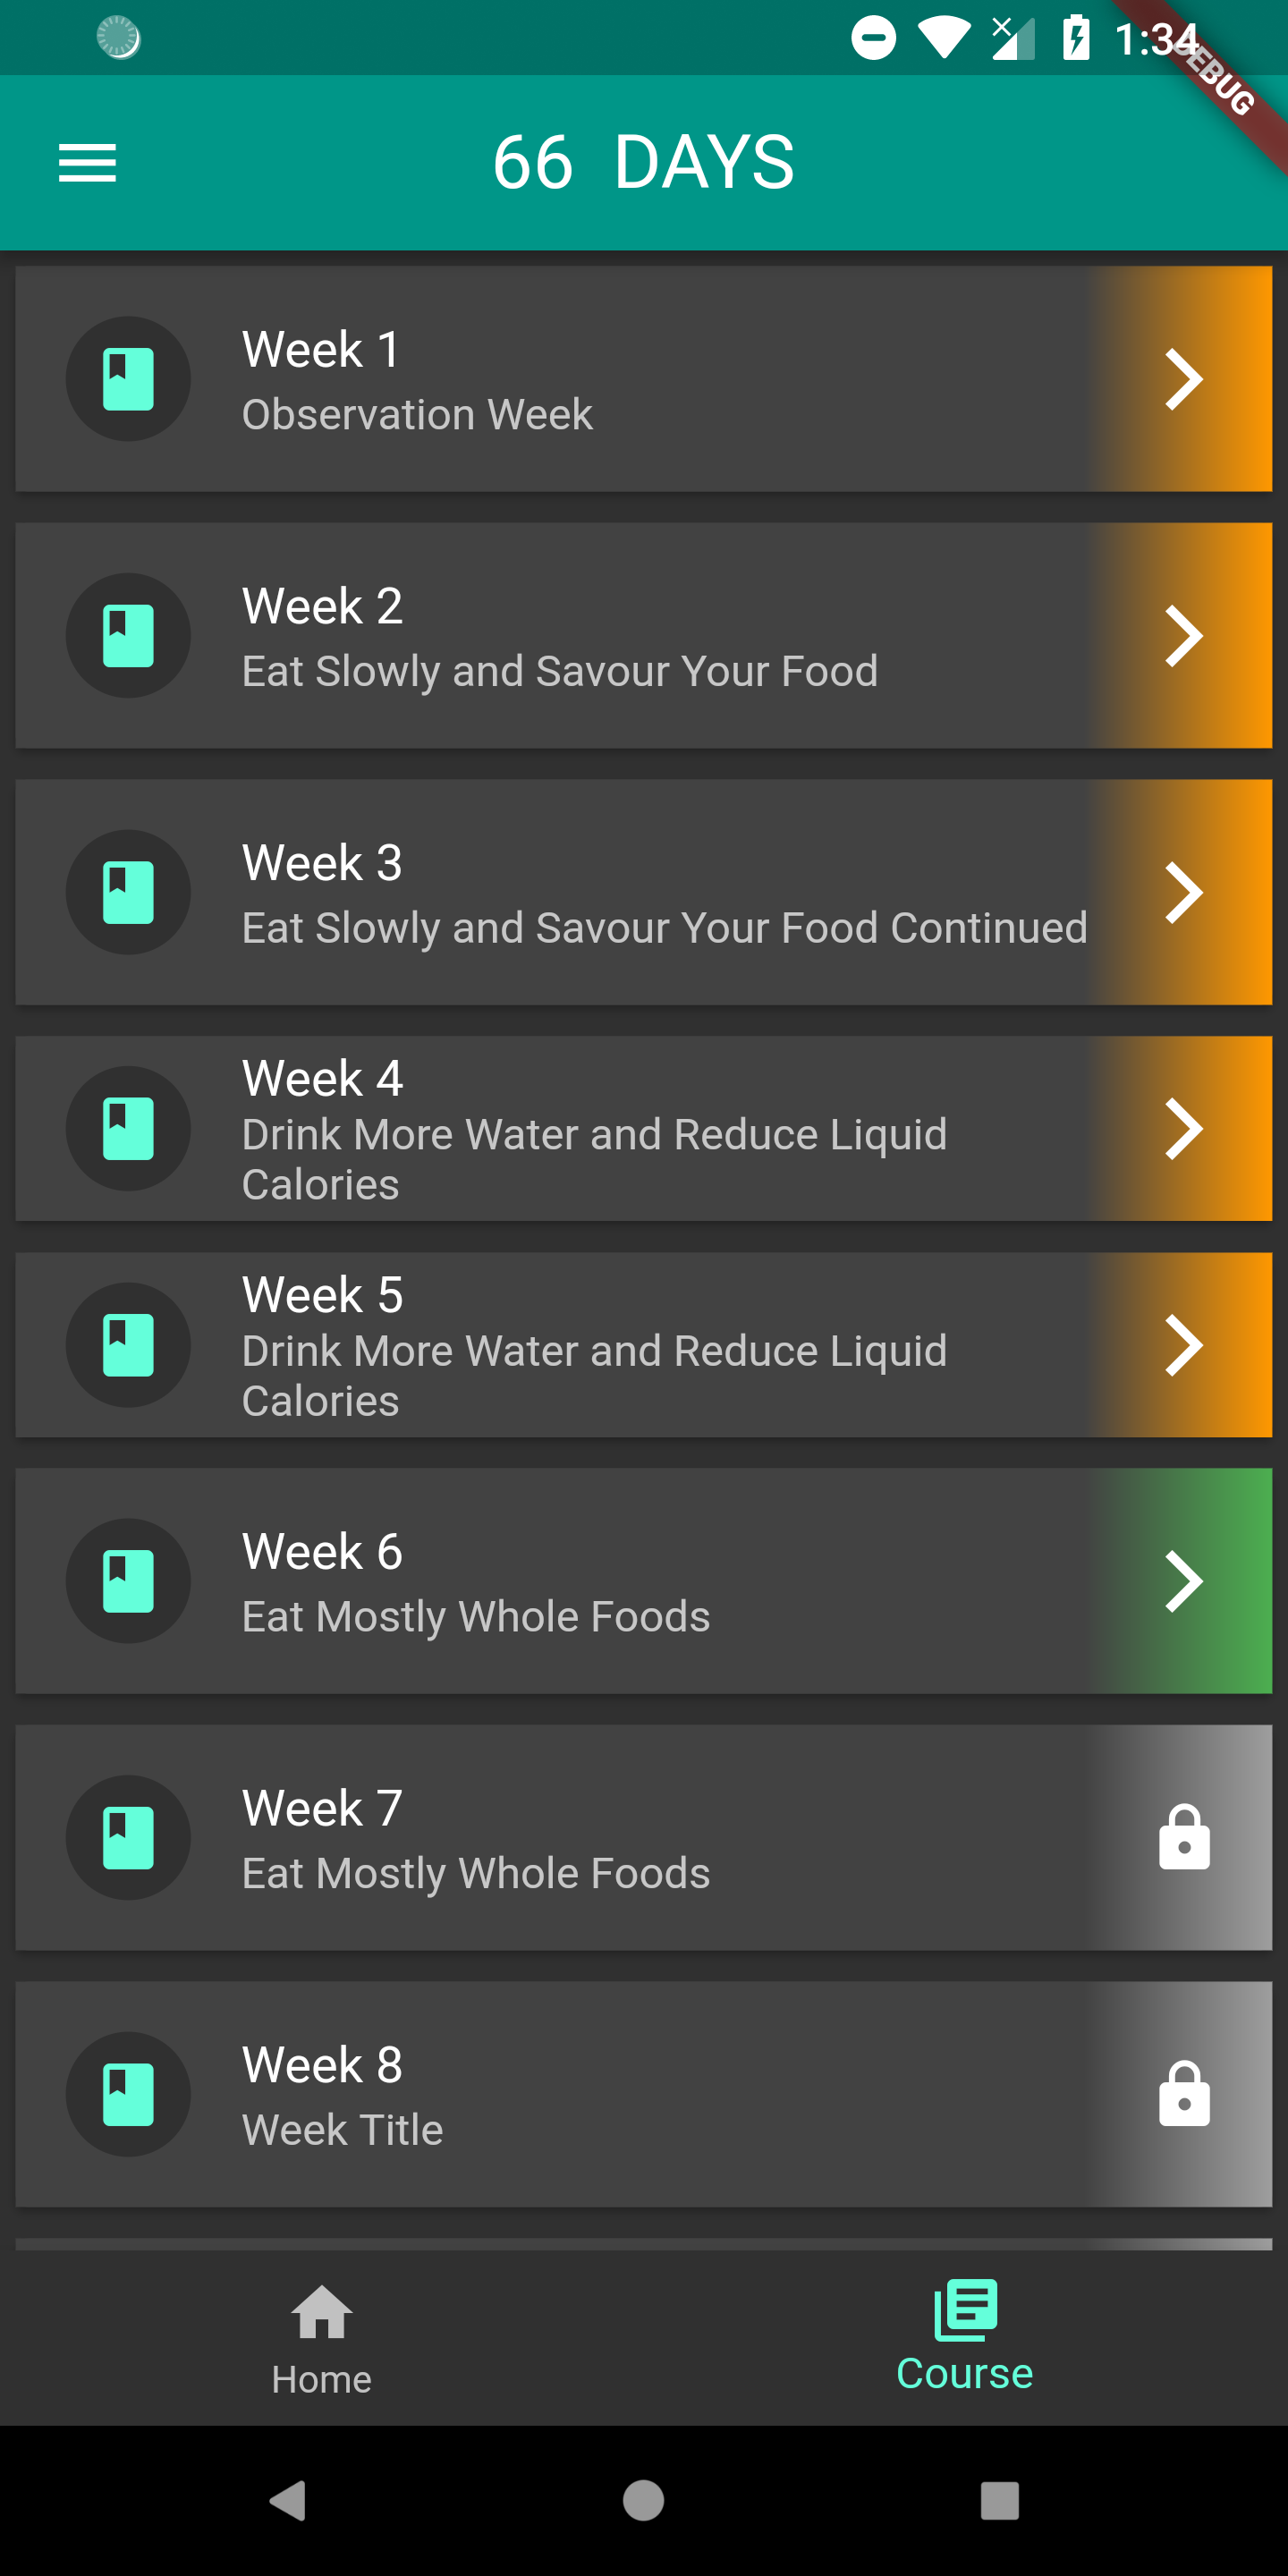 1:34
DEBUG
66 DAYS
Week 1
Observation Week
Week 2
Eat Slowly and Savour Your Food
Week 3
Eat Slowly and Savour Your Food Continued
Week 4
Drink More Water and Reduce Liquid
Calories
Week 5
Drink More Water and Reduce Liquid
Calories
Week 6
Eat Mostly Whole Foods
Week 7
Eat Mostly Whole Foods
Week 8
Week Title
Home
Course